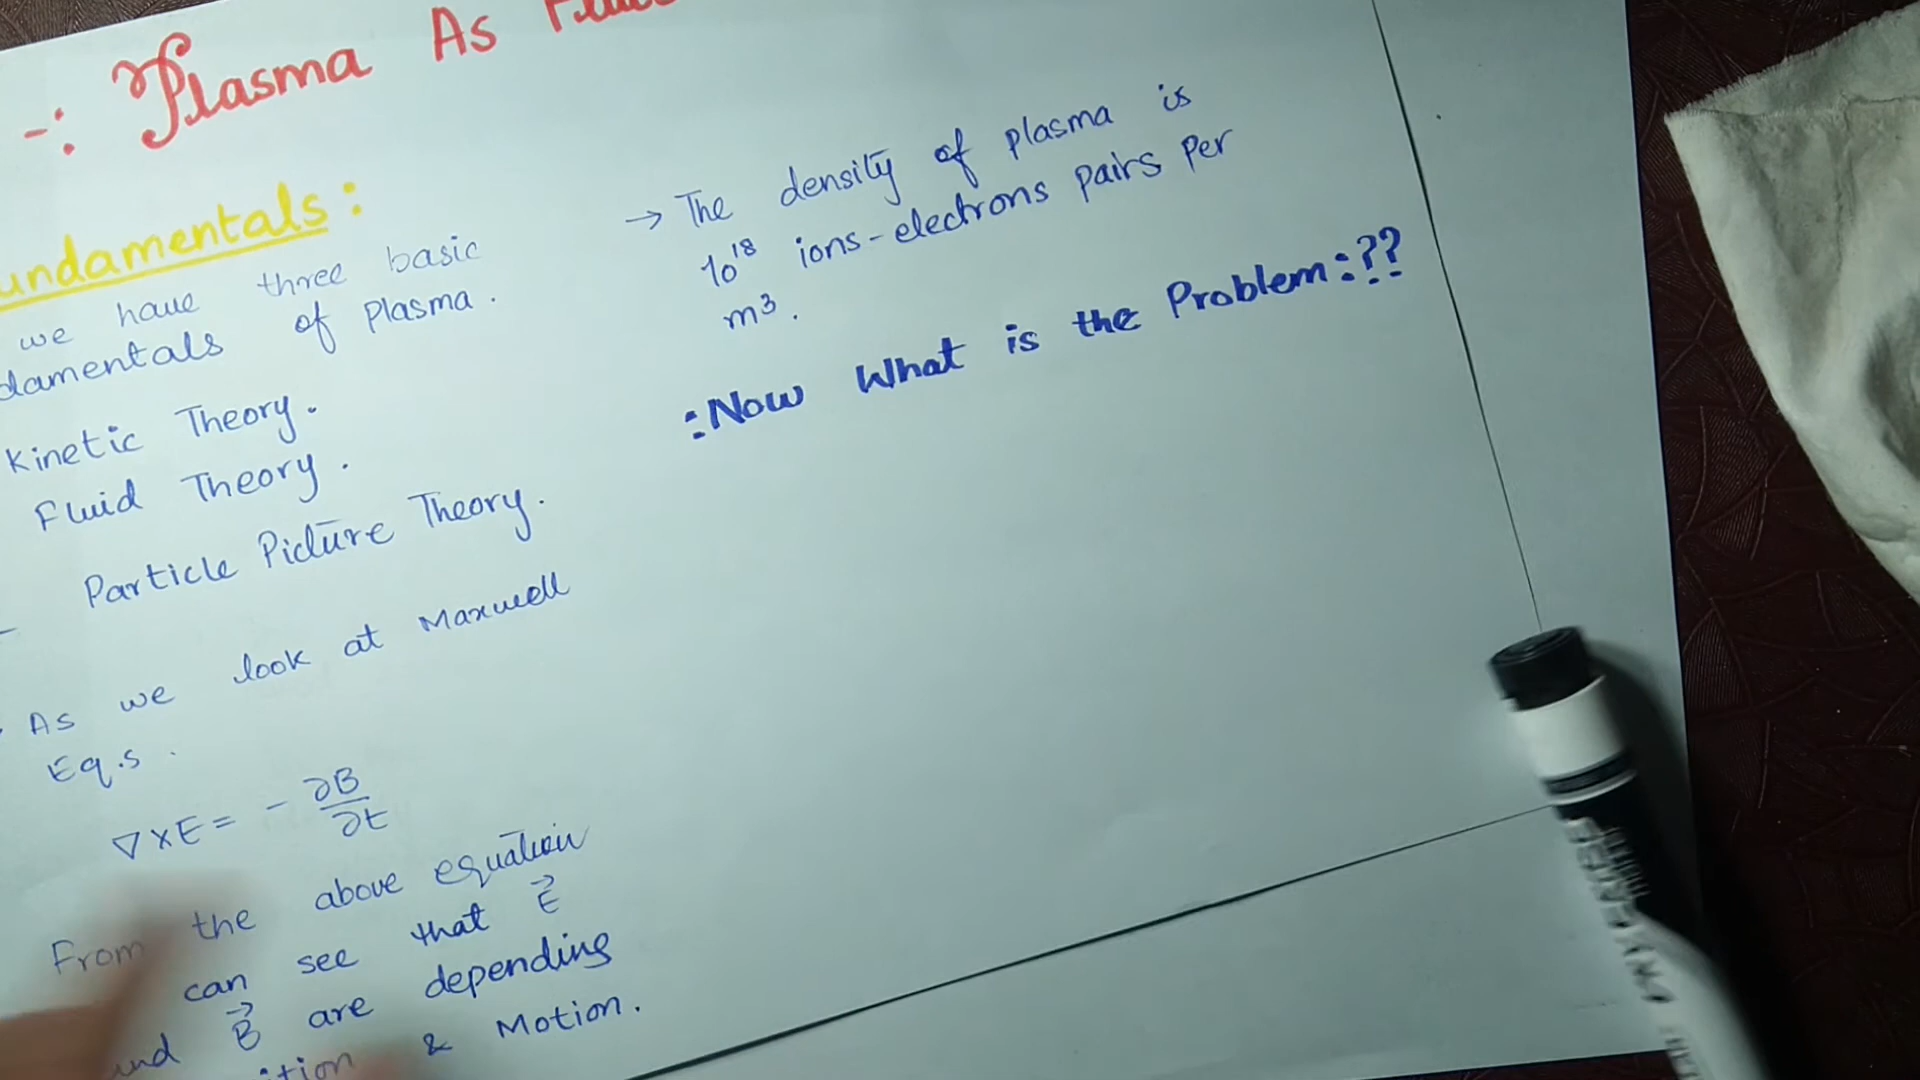 -: Plasma As
undamentals:
we have three basic
damentals of Plasma.
Kinetic Theory.
Fluid Theory.
Particle Picture Theory.
As we look at Maxwell
Eq.s.
∇×E = - ∂B/∂t
From the above equation
can see that E⃗
und B⃗ are depending
ition & Motion.
→ The density of plasma is
10¹⁸ ions-electrons pairs per
m³.
:Now What is the Problem:??